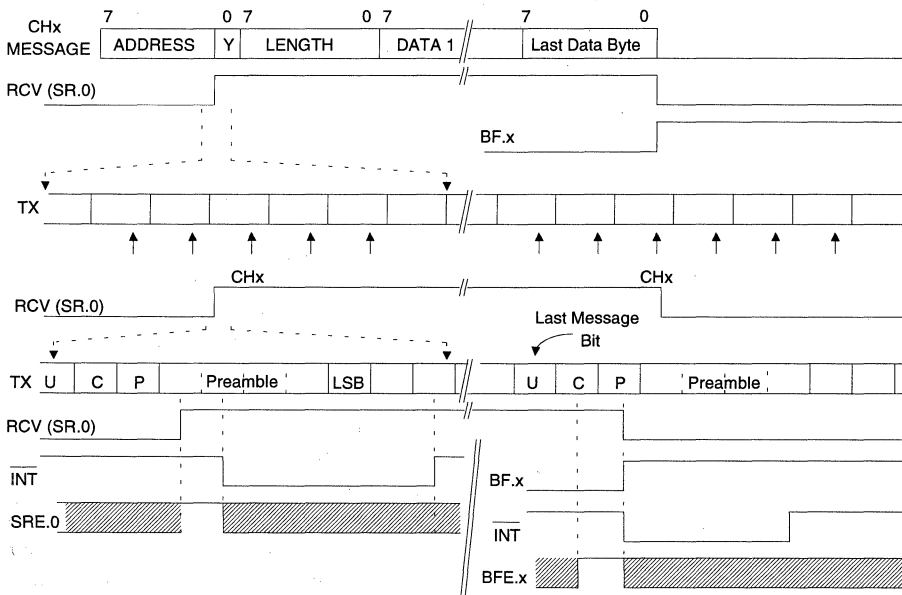 7 0 7 0 7 7 0
CHx
MESSAGE ADDRESS Y LENGTH DATA 1 Last Data Byte
RCV (SR.0)
BF.x
TX
CHx CHx
RCV (SR.0)
Last Message
Bit
TX U C P Preamble LSB U C P Preamble
RCV (SR.0)
INT BF.x
SRE.0 INT
BFE.x